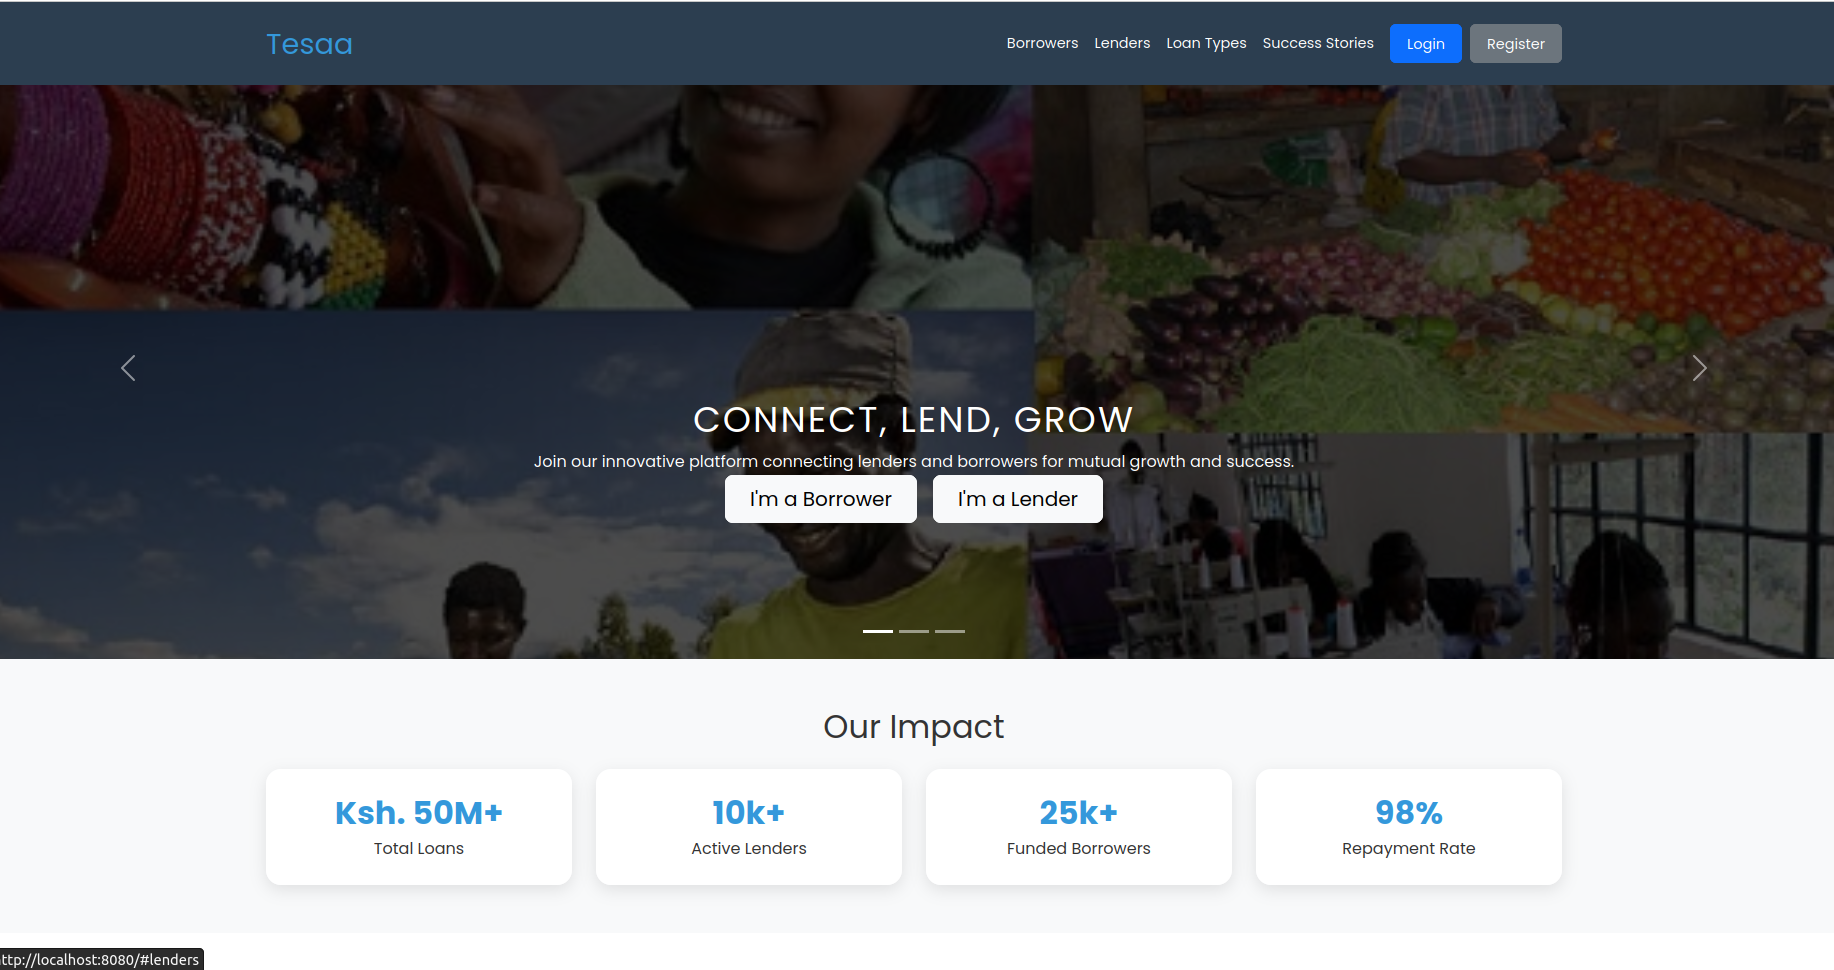 Tesaa
Borrowers Lenders Loan Types Success Stories Login Register
CONNECT, LEND, GROW
Join our innovative platform connecting lenders and borrowers for mutual growth and success.
I'm a Borrower I'm a Lender
Our Impact
Ksh. 50M+ 10k+ 25k+ 98%
Total Loans Active Lenders Funded Borrowers Repayment Rate
ttp://localhost:8080/#lenders